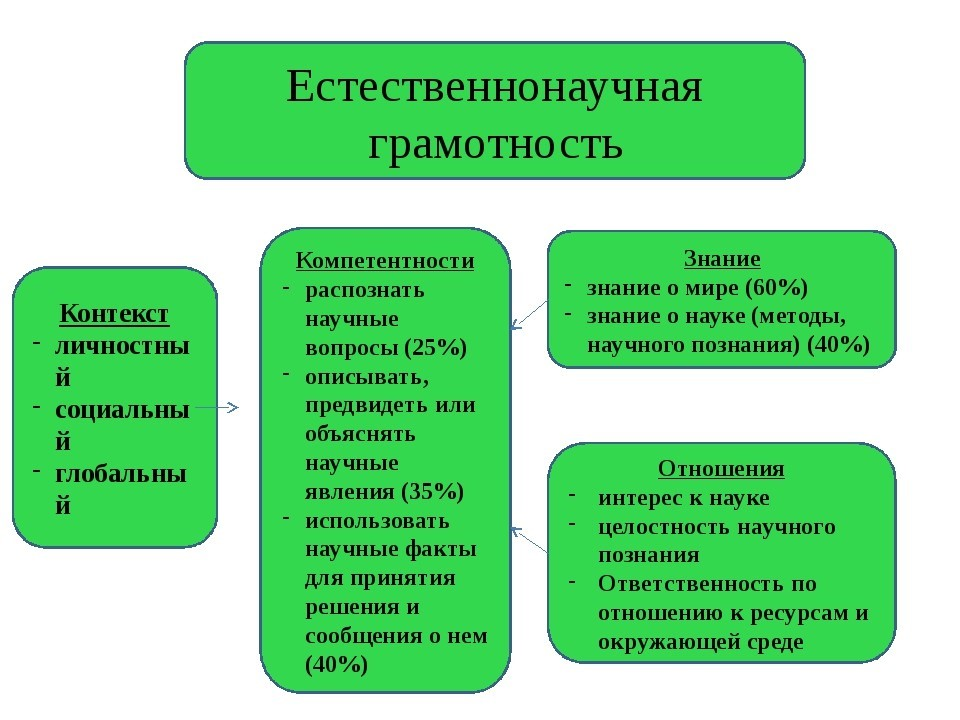 Естественнонаучная
грамотность
Контекст
- личностны
й
- социальны
й
- глобальны
й
Компетентности
- распознать
научные
вопросы (25%)
- описывать,
предвидеть или
объяснять
научные
явления (35%)
- использовать
научные факты
для принятия
решения и
сообщения о нем
(40%)
Знание
- знание о мире (60%)
- знание о науке (методы,
научного познания) (40%)
Отношения
- интерес к науке
- целостность научного
познания
- Ответственность по
отношению к ресурсам и
окружающей среде